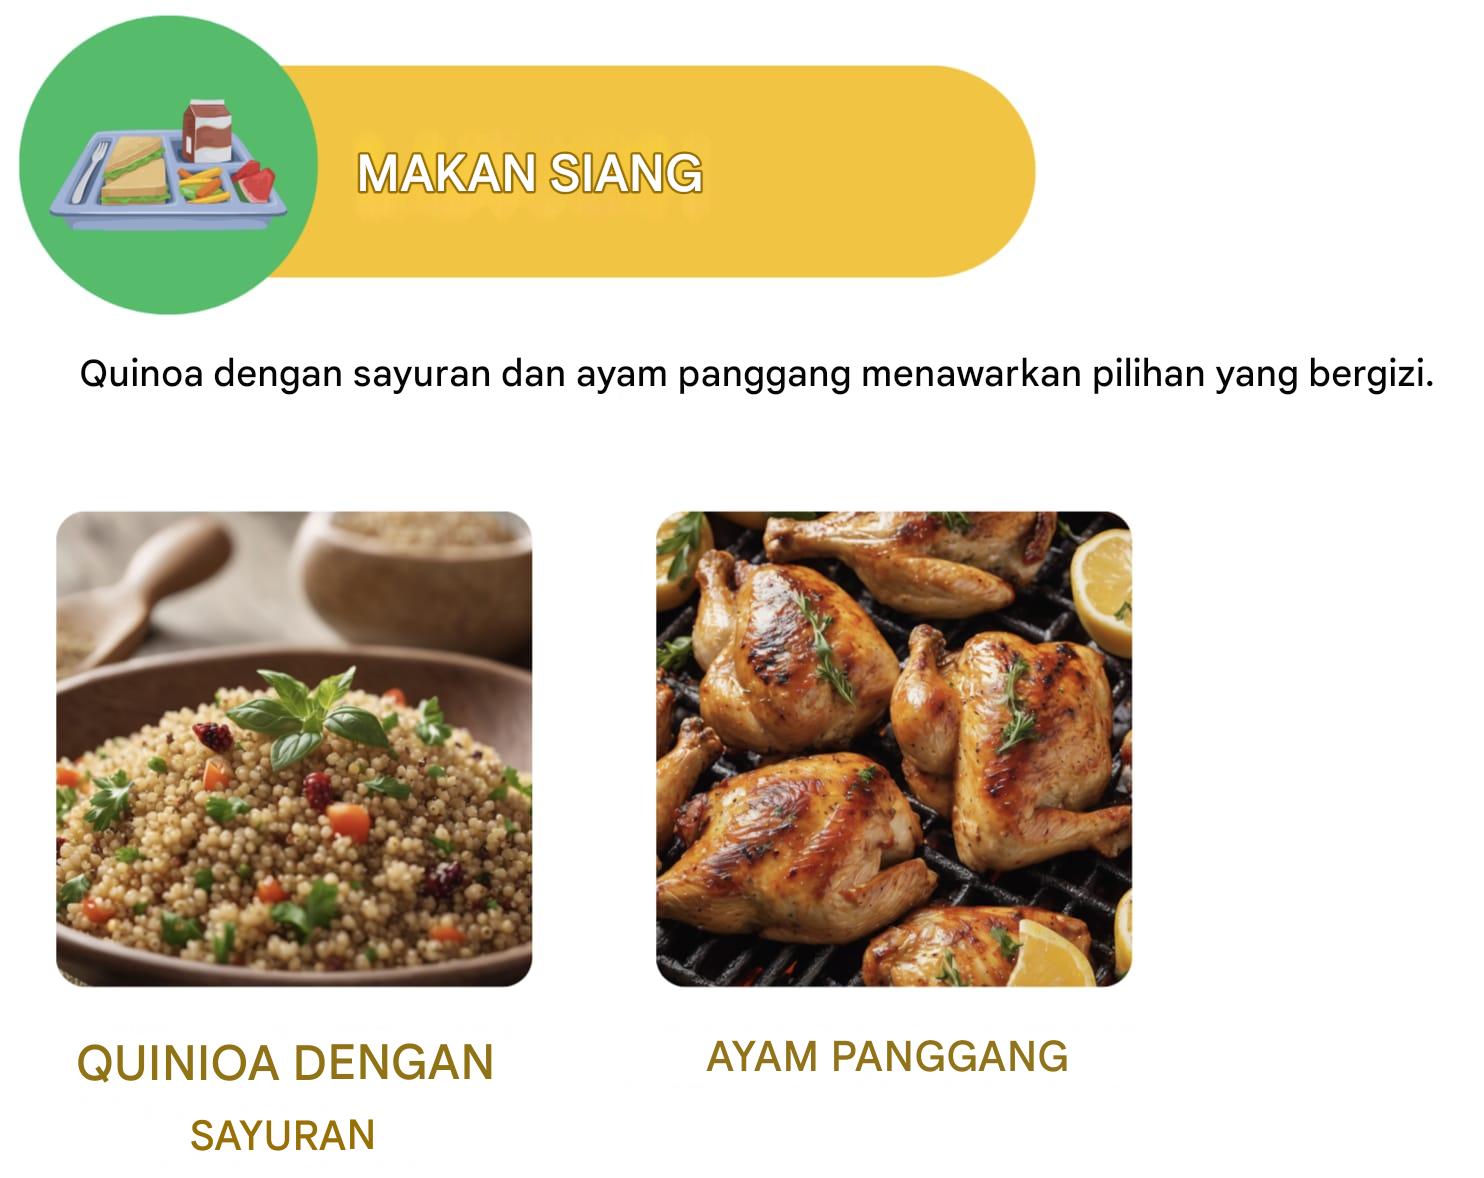 MAKAN SIANG
Quinoa dengan sayuran dan ayam panggang menawarkan pilihan yang bergizi.
QUINIOA DENGAN
SAYURAN
AYAM PANGGANG